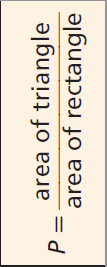 P = area of triangle
area of rectangle